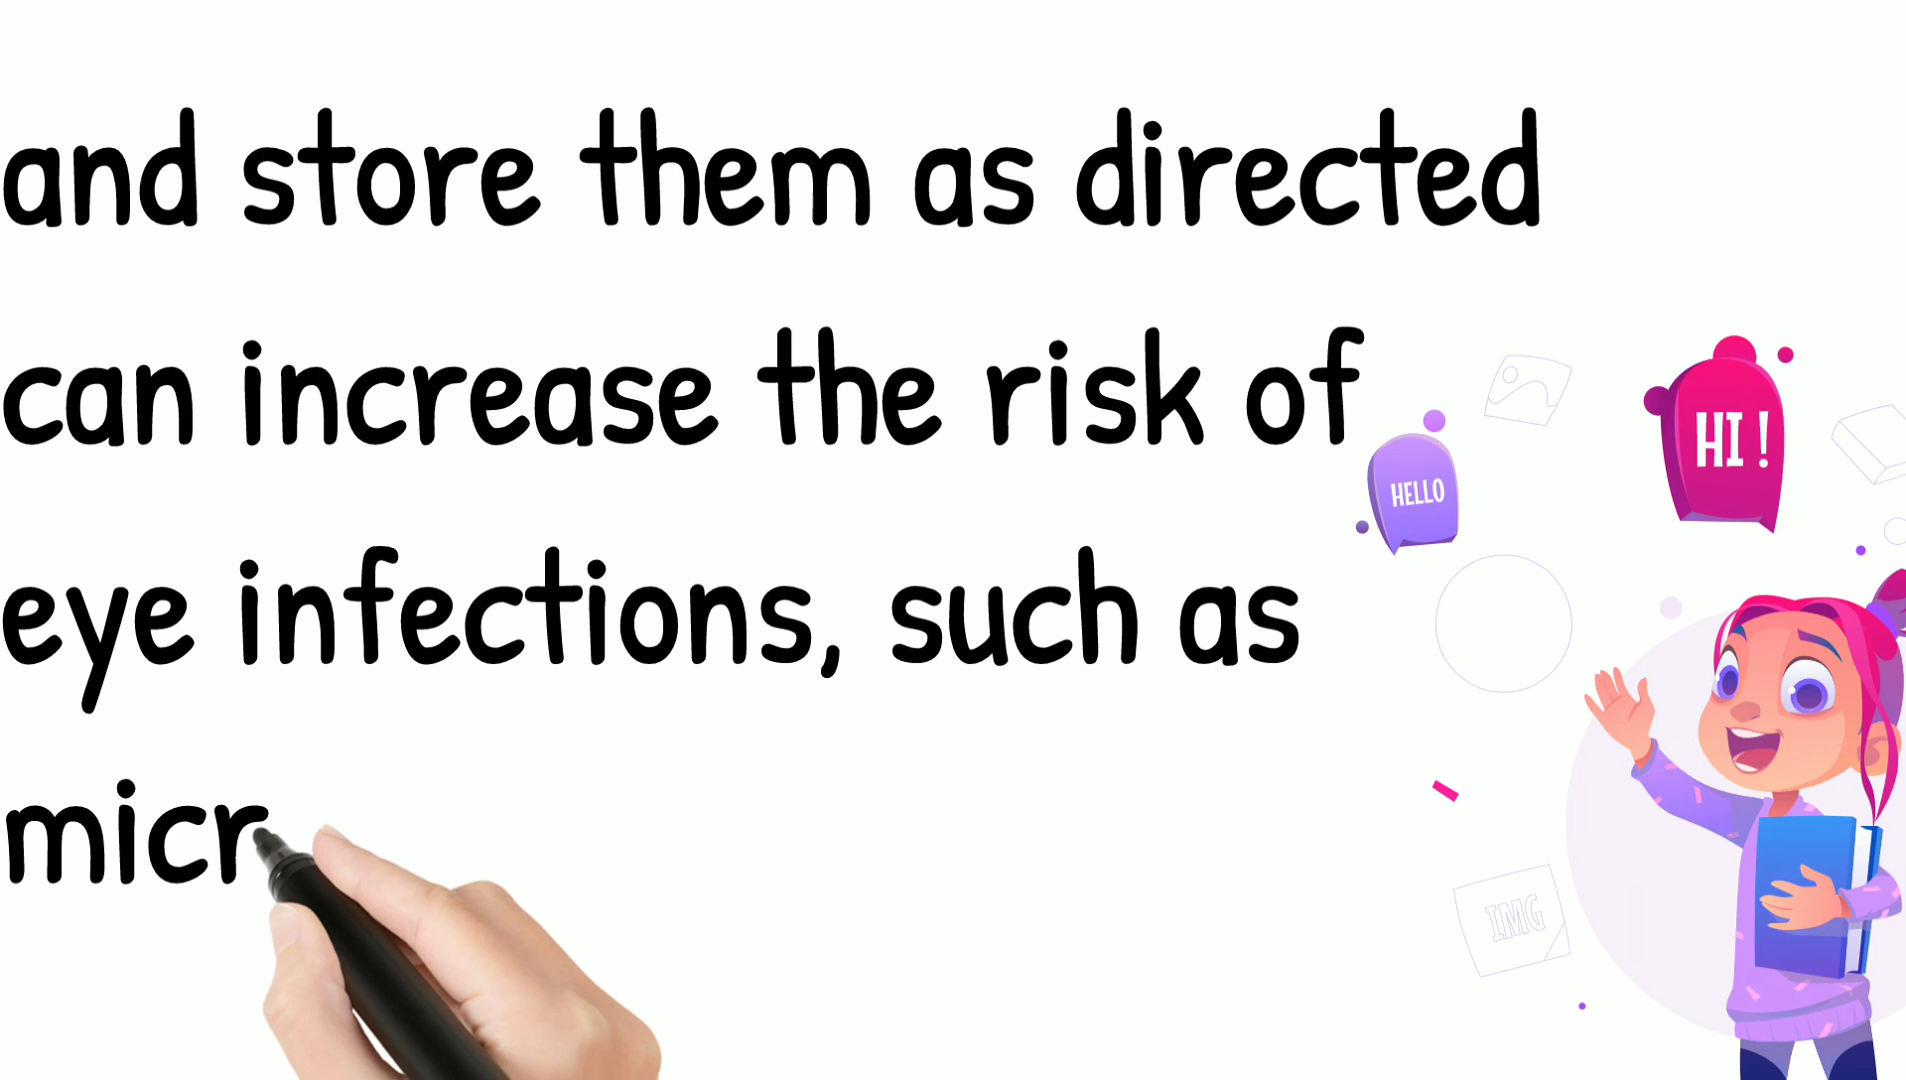 and store them as directed
can increase the risk of
eye infections, such as
micr
HELLO
HI !
IMG